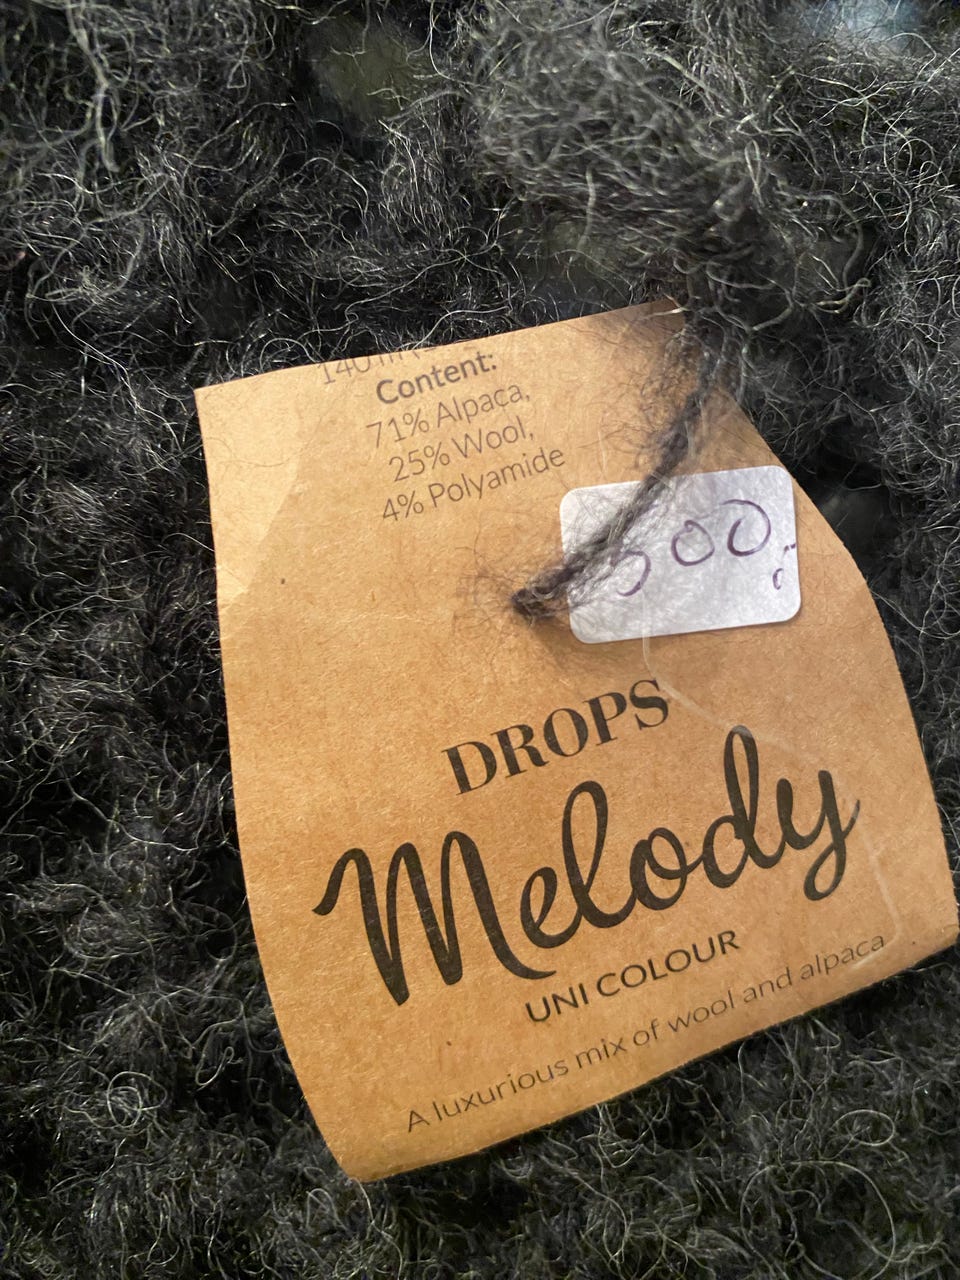 Content:
71% Alpaca,
25% Wool,
4% Polyamide
DROPS
Melody
UNI COLOUR
A luxurious mix of wool and alpaca